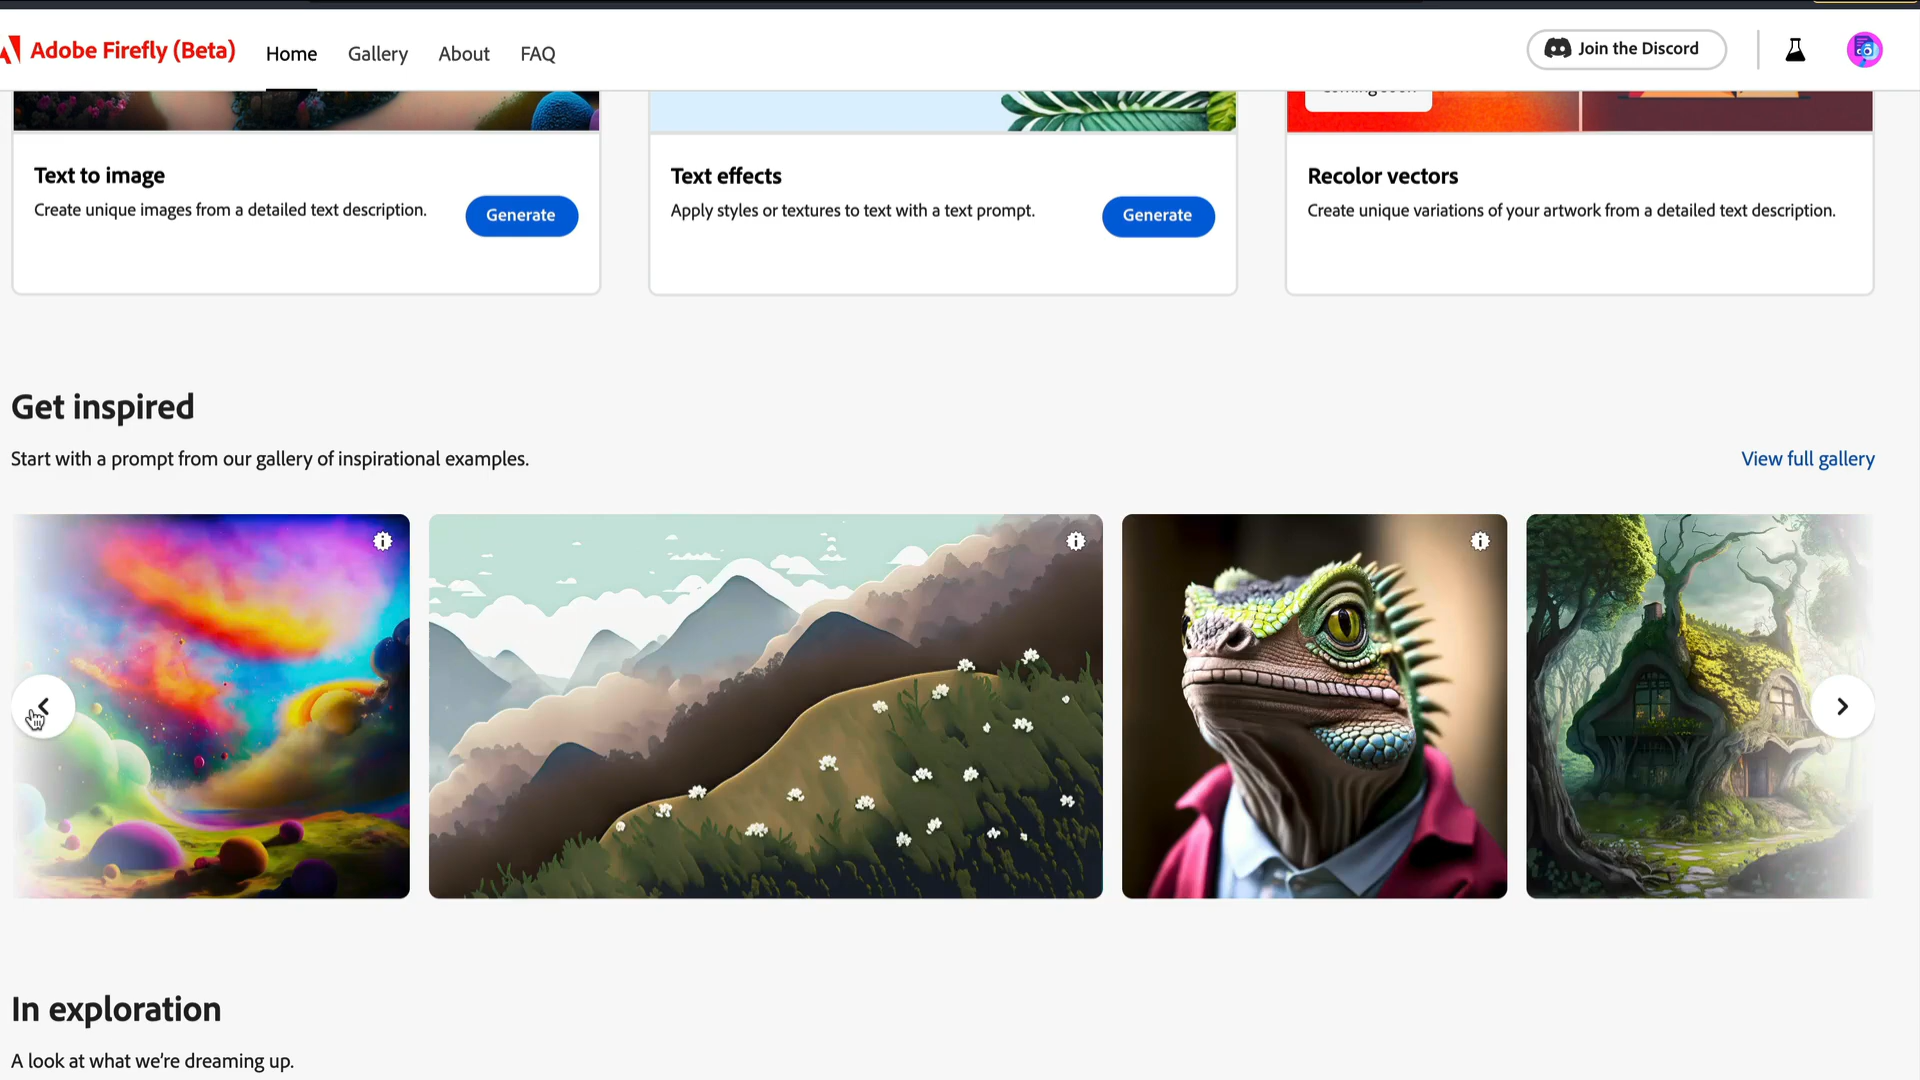 Adobe Firefly (Beta)
Home
Gallery
About
FAQ
Join the Discord
Text to image
Create unique images from a detailed text description.
Generate
Text effects
Apply styles or textures to text with a text prompt.
Generate
Recolor vectors
Create unique variations of your artwork from a detailed text description.
Get inspired
Start with a prompt from our gallery of inspirational examples.
View full gallery
In exploration
A look at what we're dreaming up.